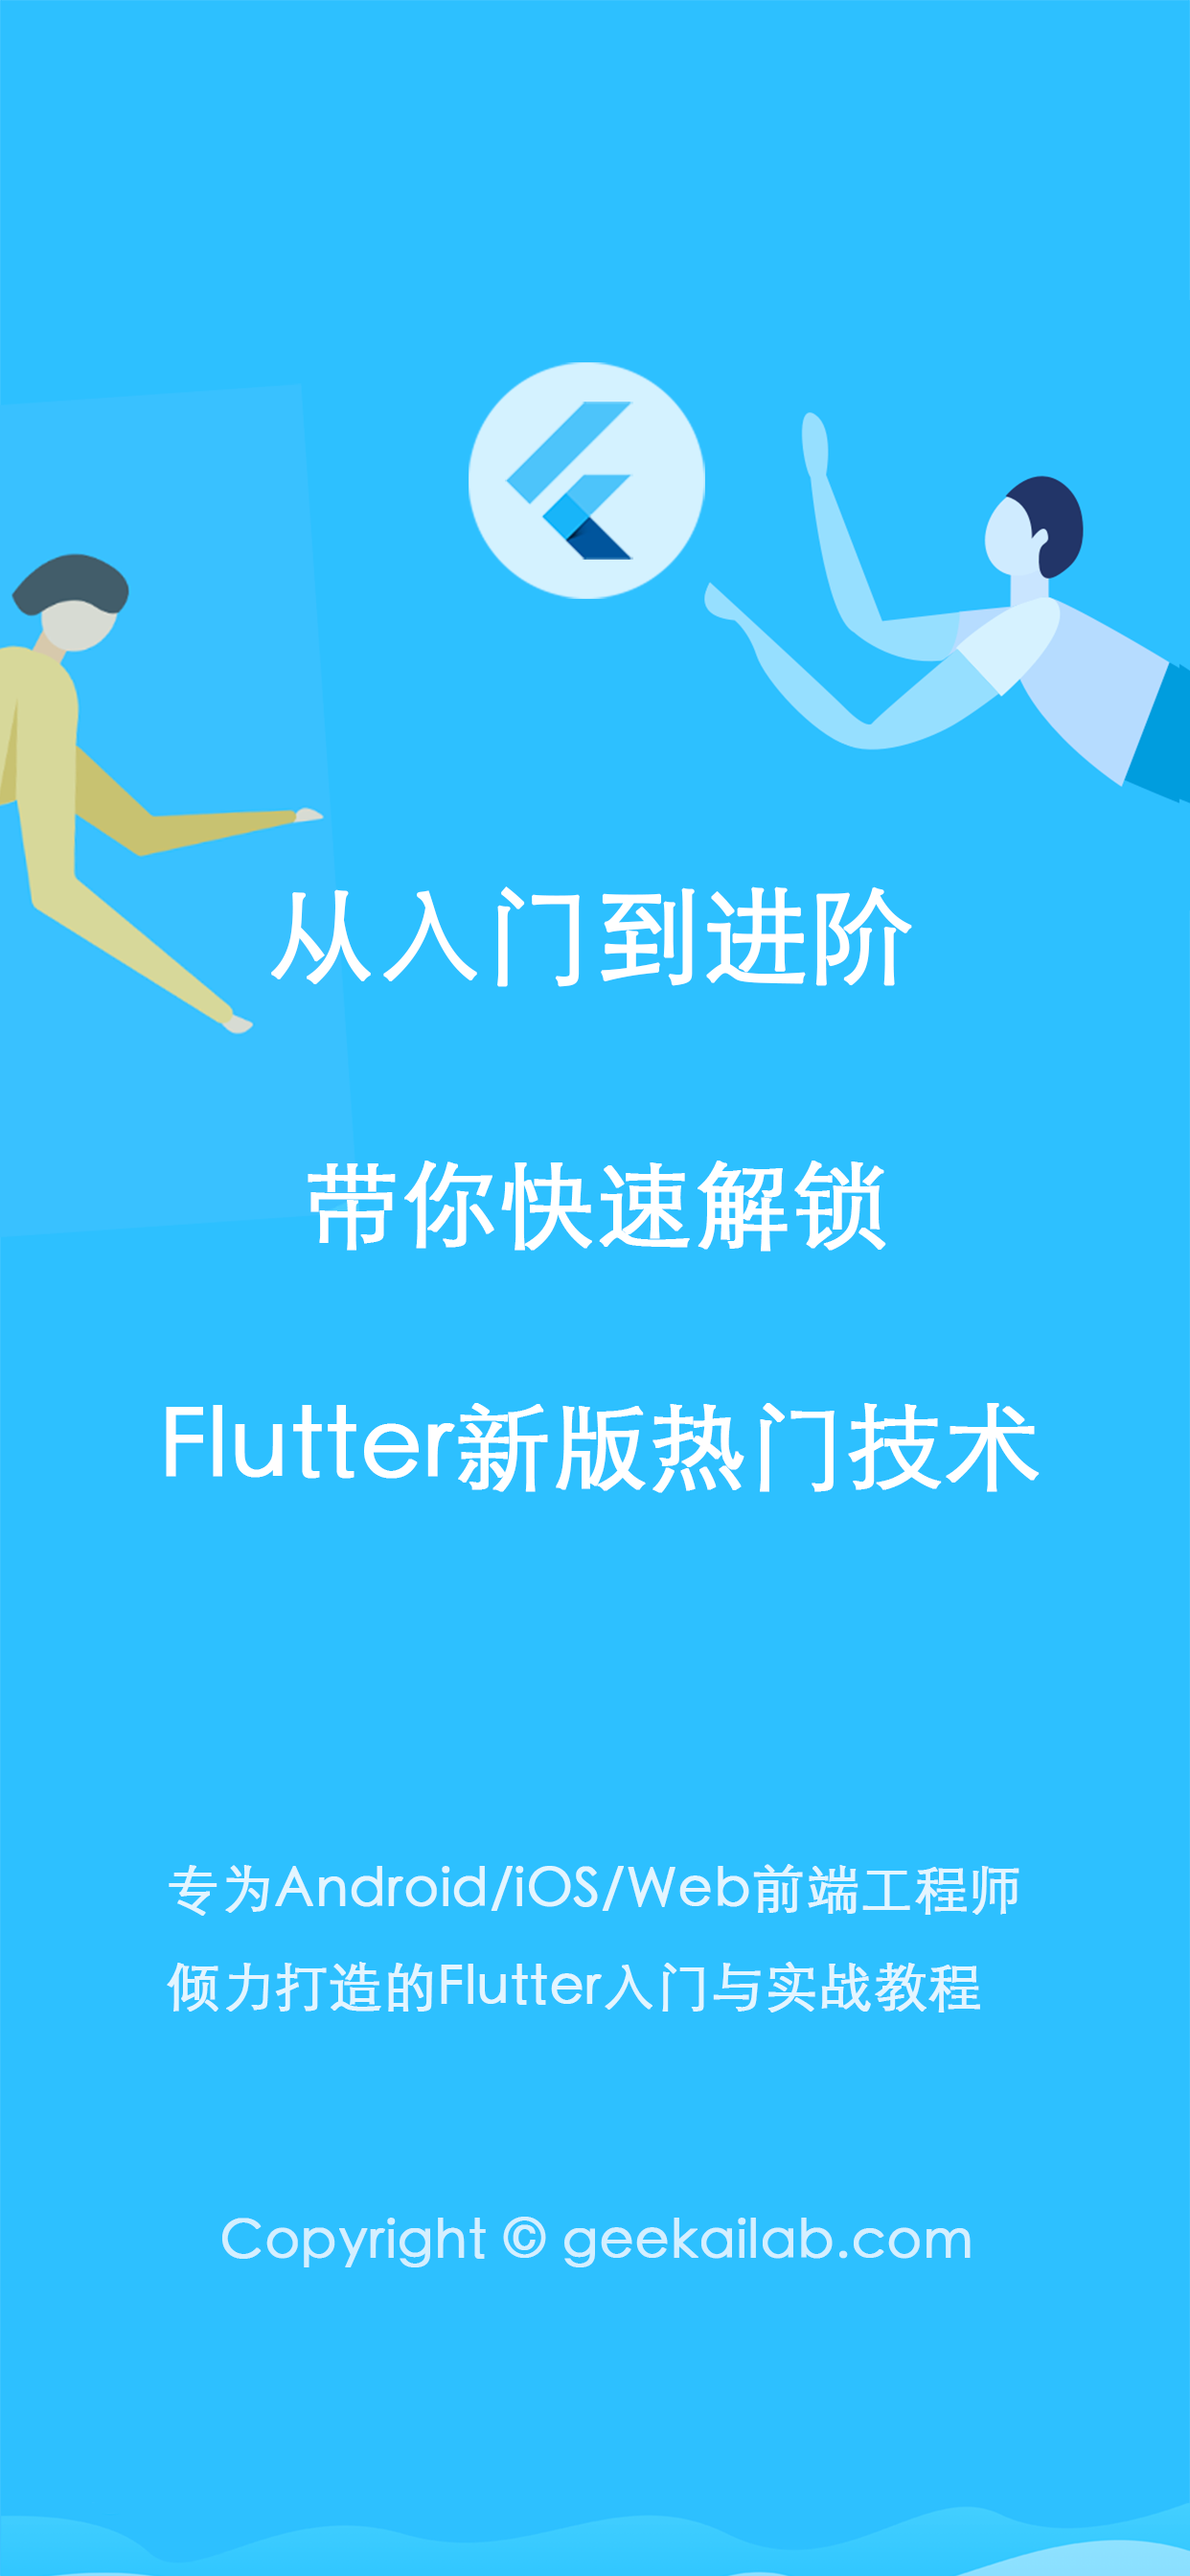 从入门到进阶
带你快速解锁
Flutter新版热门技术
专为Android/iOS/Web前端工程师
倾力打造的Flutter入门与实战教程
Copyright © geekailab.com